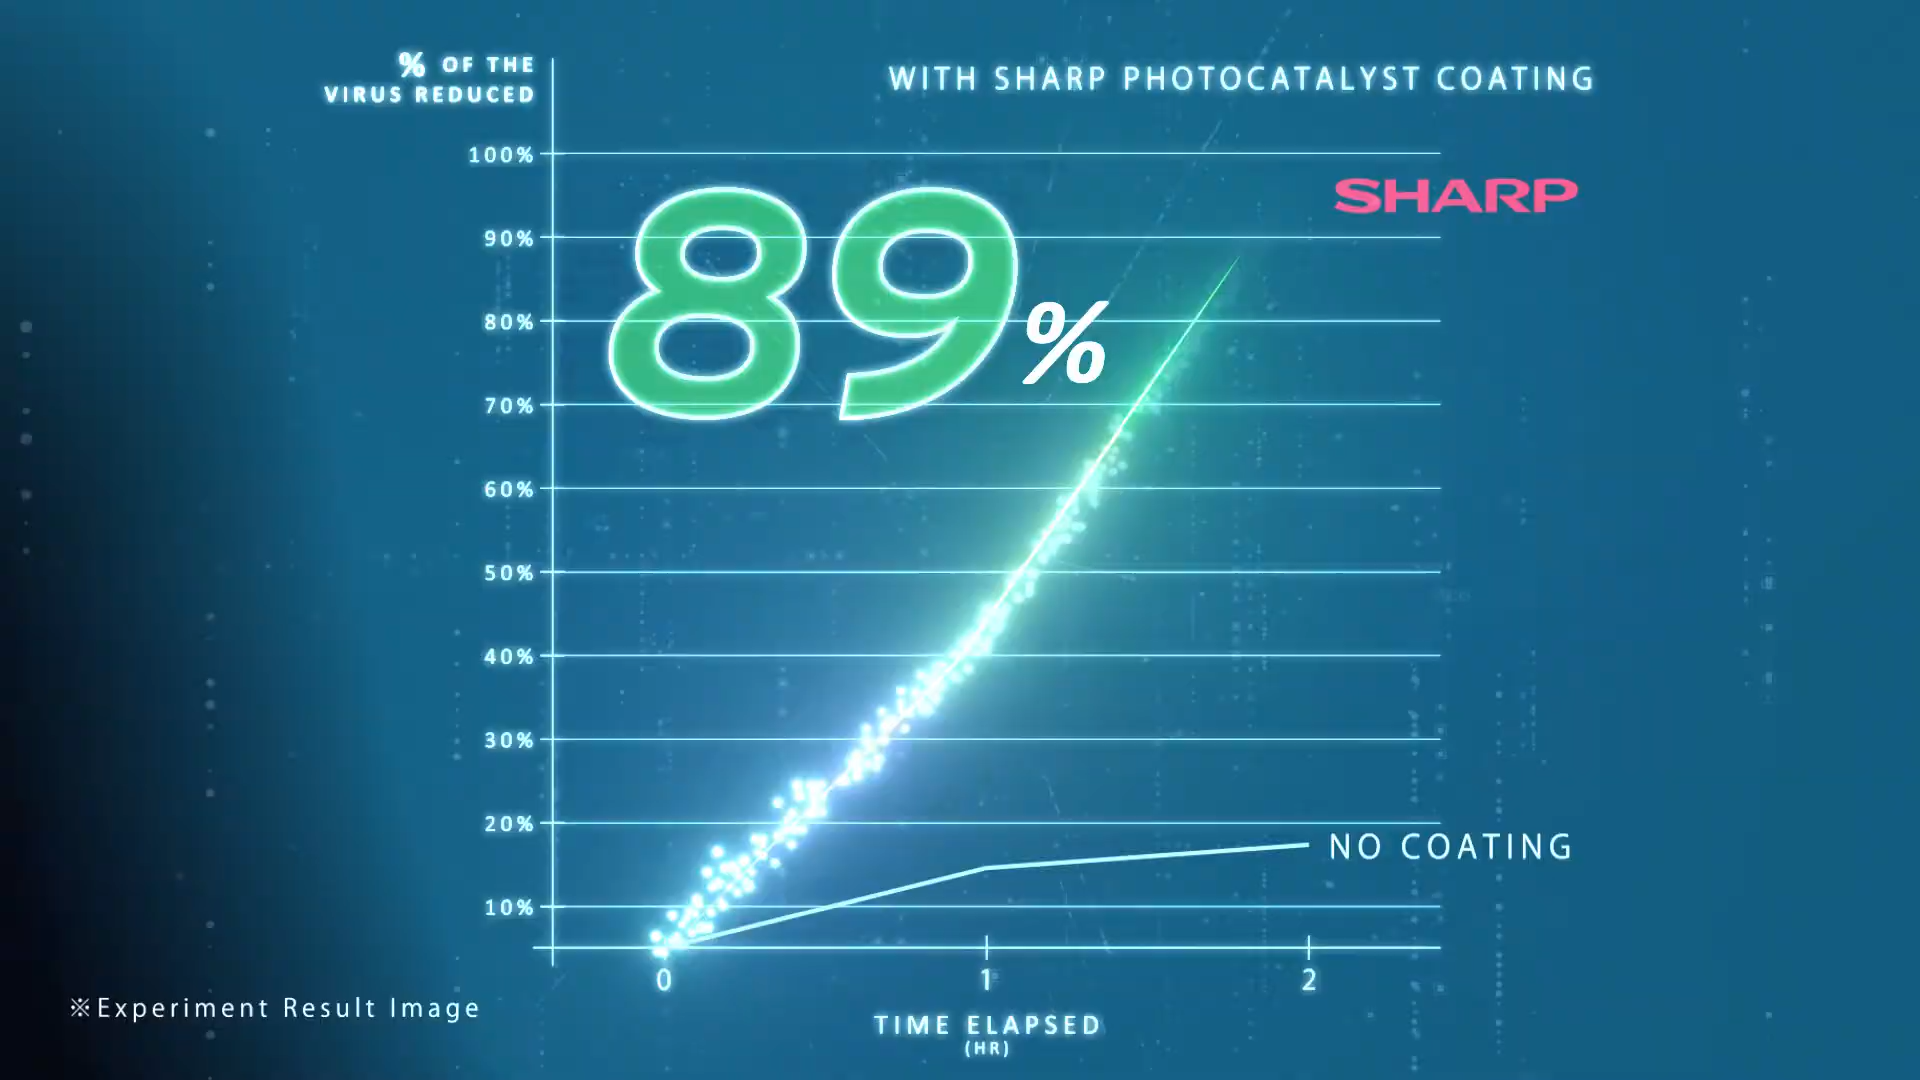 % OF THE
VIRUS REDUCED
WITH SHARP PHOTOCATALYST COATING
100%
SHARP
89%
90%
80%
70%
60%
50%
40%
30%
20%
NO COATING
10%
0 1 2
※Experiment Result Image
TIME ELAPSED
(HR)